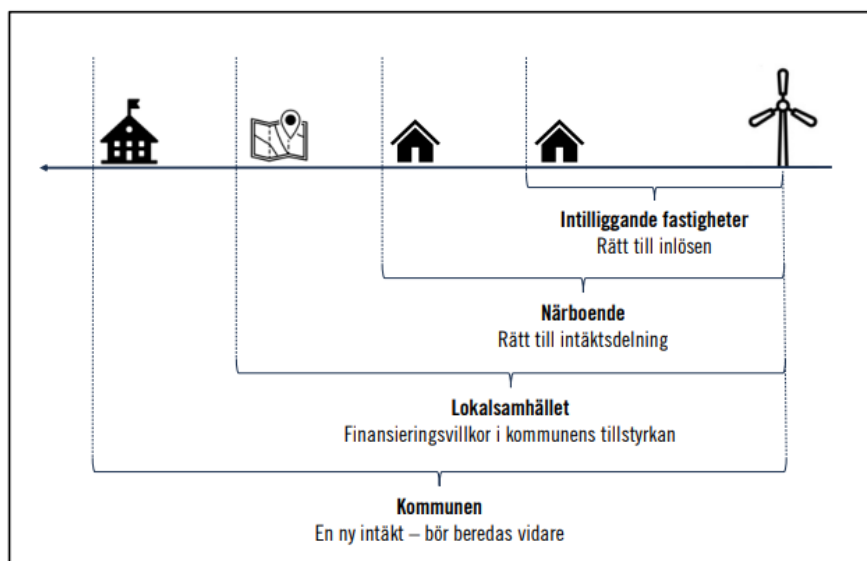 Intilliggande fastigheter
Rätt till inlösen
Närboende
Rätt till intäktsdelning
Lokalsamhället
Finansieringsvillkor i kommunens tillstyrkan
Kommunen
En ny intäkt – bör beredas vidare